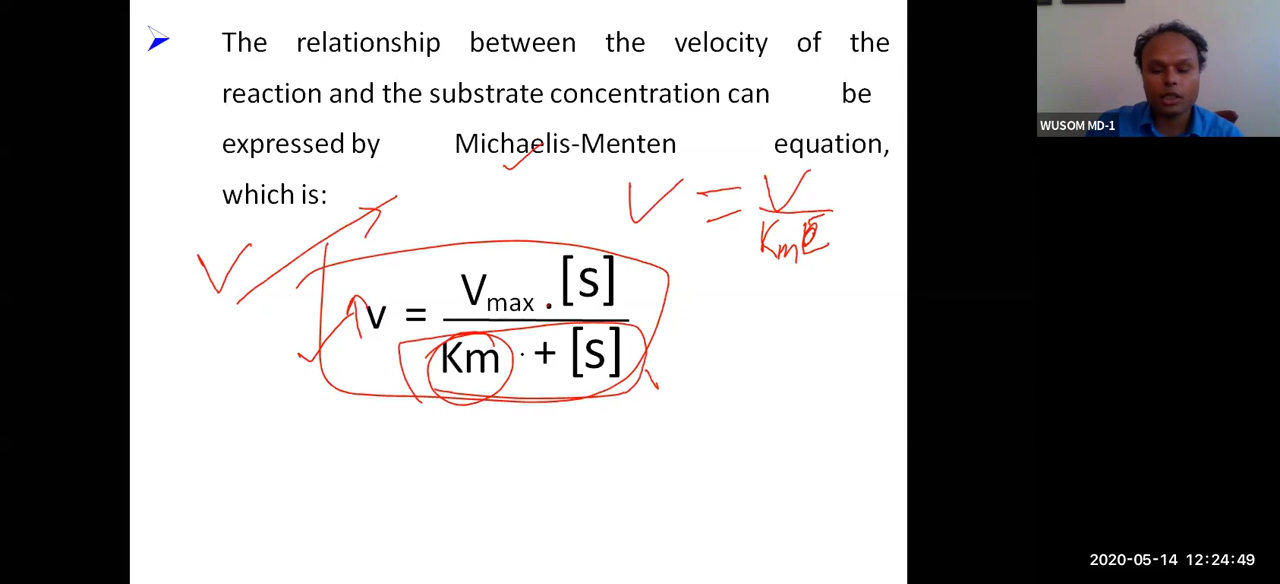 The relationship between the velocity of the
reaction and the substrate concentration can be
expressed by Michaelis-Menten equation,
which is:
V = V
Km
V
v = Vmax . [s]
Km + [s]
WUSOM MD-1
2020-05-14 12:24:49